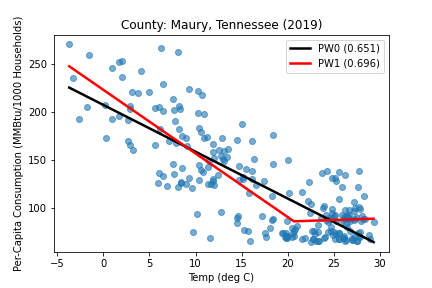 County: Maury, Tennessee (2019)
Per-Capita Consumption (MMBtu/1000 Households)
250
200
150
100
PW0 (0.651)
PW1 (0.696)
−5
0
5
10
15
20
25
30
Temp (deg C)